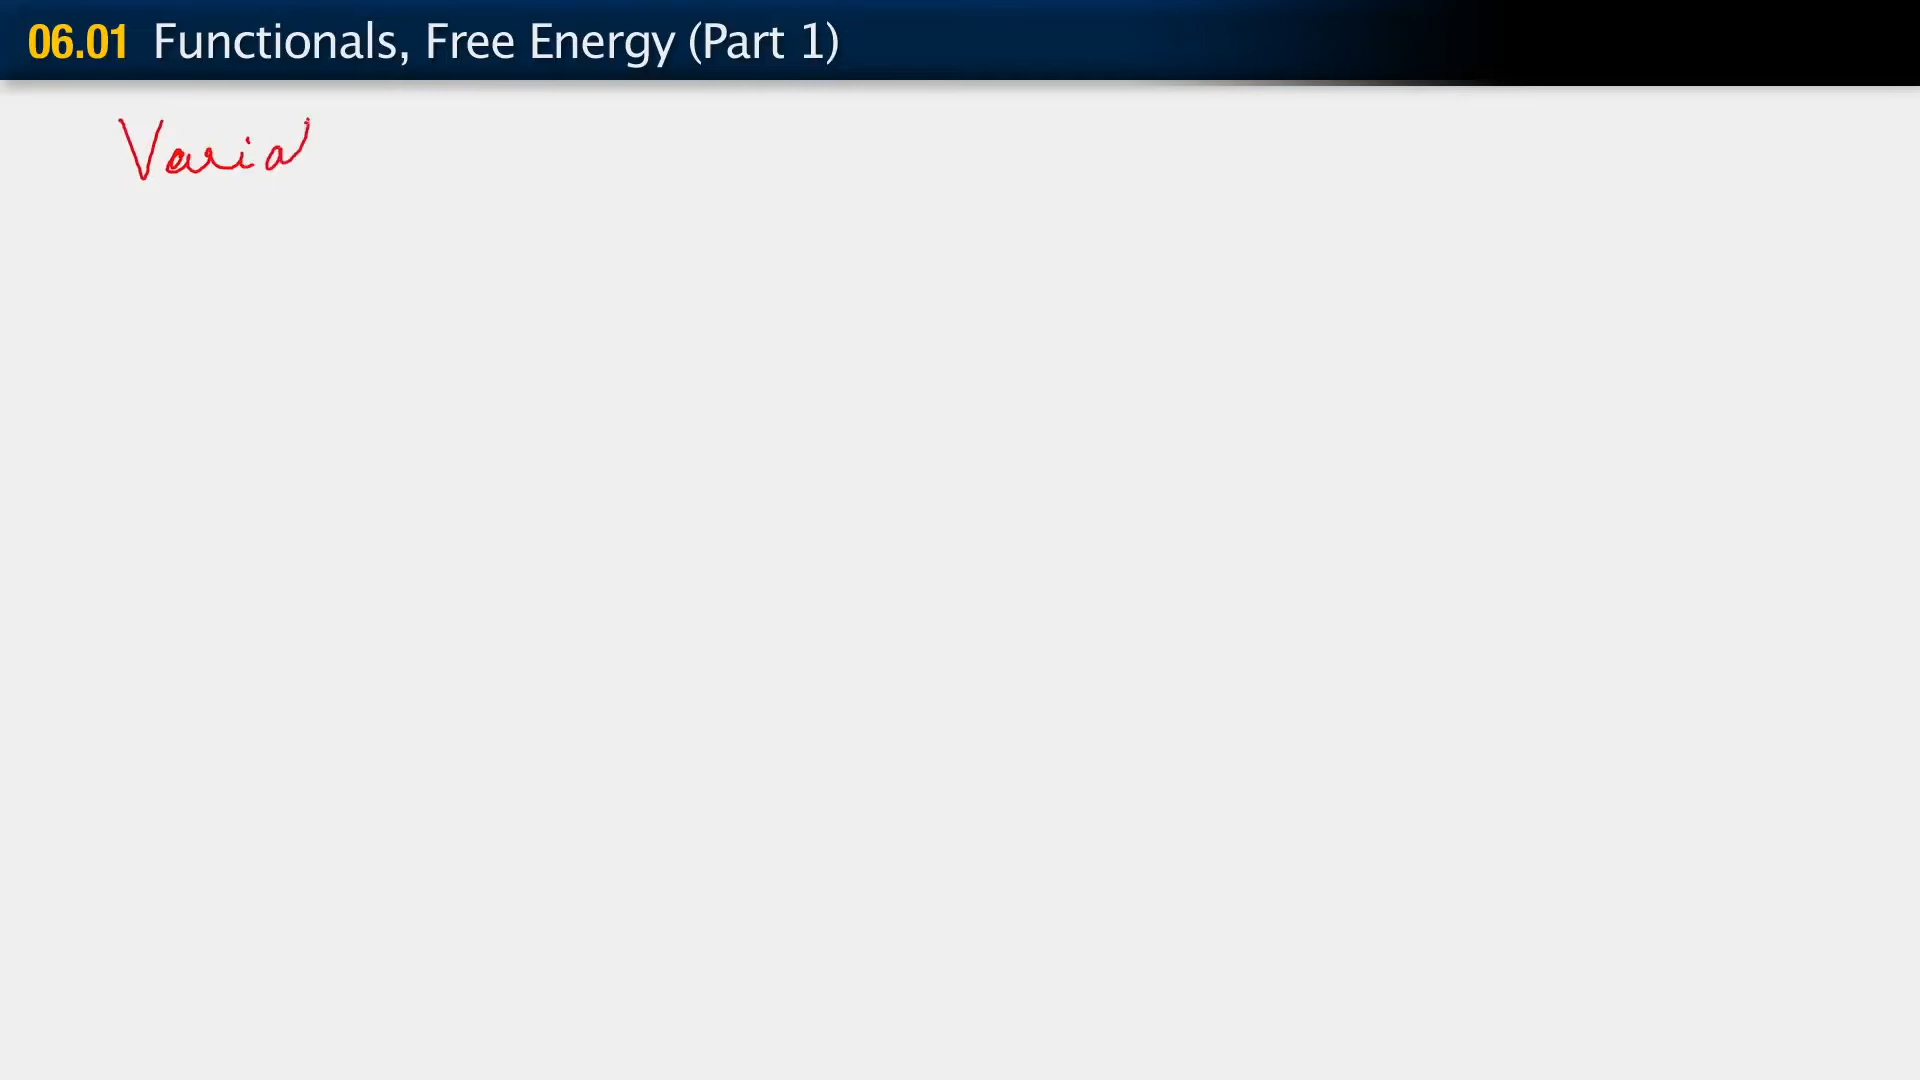 06.01 Functionals, Free Energy (Part 1)
Varia